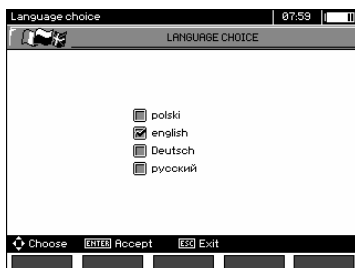 Language choice 07:59
LANGUAGE CHOICE
polski
english
Deutsch
русский
Choose ENTER Accept ESC Exit